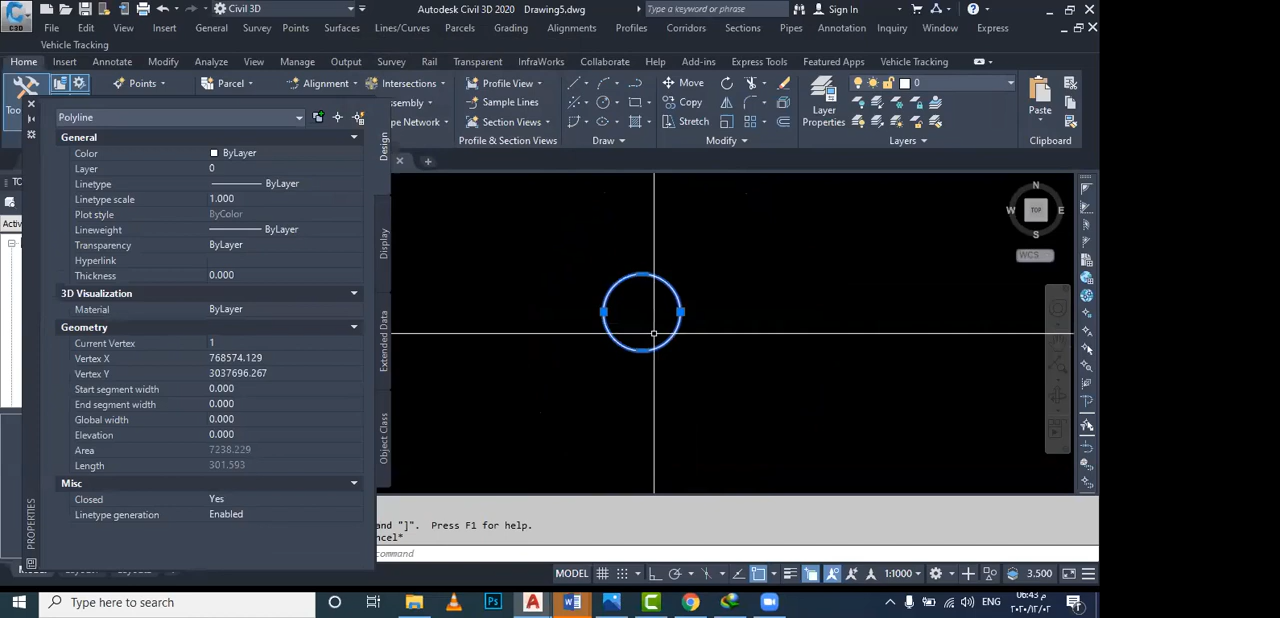 Civil 3D
Autodesk Civil 3D 2020 Drawing5.dwg
Type a keyword or phrase
Sign In
C3D
File Edit View Insert General Survey Points Surfaces Lines/Curves Parcels Grading Alignments Profiles Corridors Sections Pipes Annotation Inquiry Window Express
Vehicle Tracking
Home Insert Annotate Modify Analyze View Manage Output Survey Rail Transparent InfraWorks Collaborate Help Add-ins Express Tools Featured Apps Vehicle Tracking
Points Parcel Alignment Intersections Profile View Move 0
Sample Lines Copy Layer Properties Paste
Section Views Stretch
Profile & Section Views Draw Modify Layers Clipboard
Polyline
General
Color ByLayer
Layer 0
Linetype ByLayer
Linetype scale 1.000
Plot style ByColor
Lineweight ByLayer
Transparency ByLayer
Hyperlink
Thickness 0.000
3D Visualization
Material ByLayer
Geometry
Current Vertex 1
Vertex X 768574.129
Vertex Y 3037696.267
Start segment width 0.000
End segment width 0.000
Global width 0.000
Elevation 0.000
Area 7238.229
Length 301.593
Misc
Closed Yes
Linetype generation Enabled
PROPERTIES
Design
Display
Extended Data
Object Class
N
W TOP E
S
WCS
and "]". Press F1 for help.
command
MODEL 1:1000 3.500
Type here to search
Ps
A
W
ENG
م 06:43